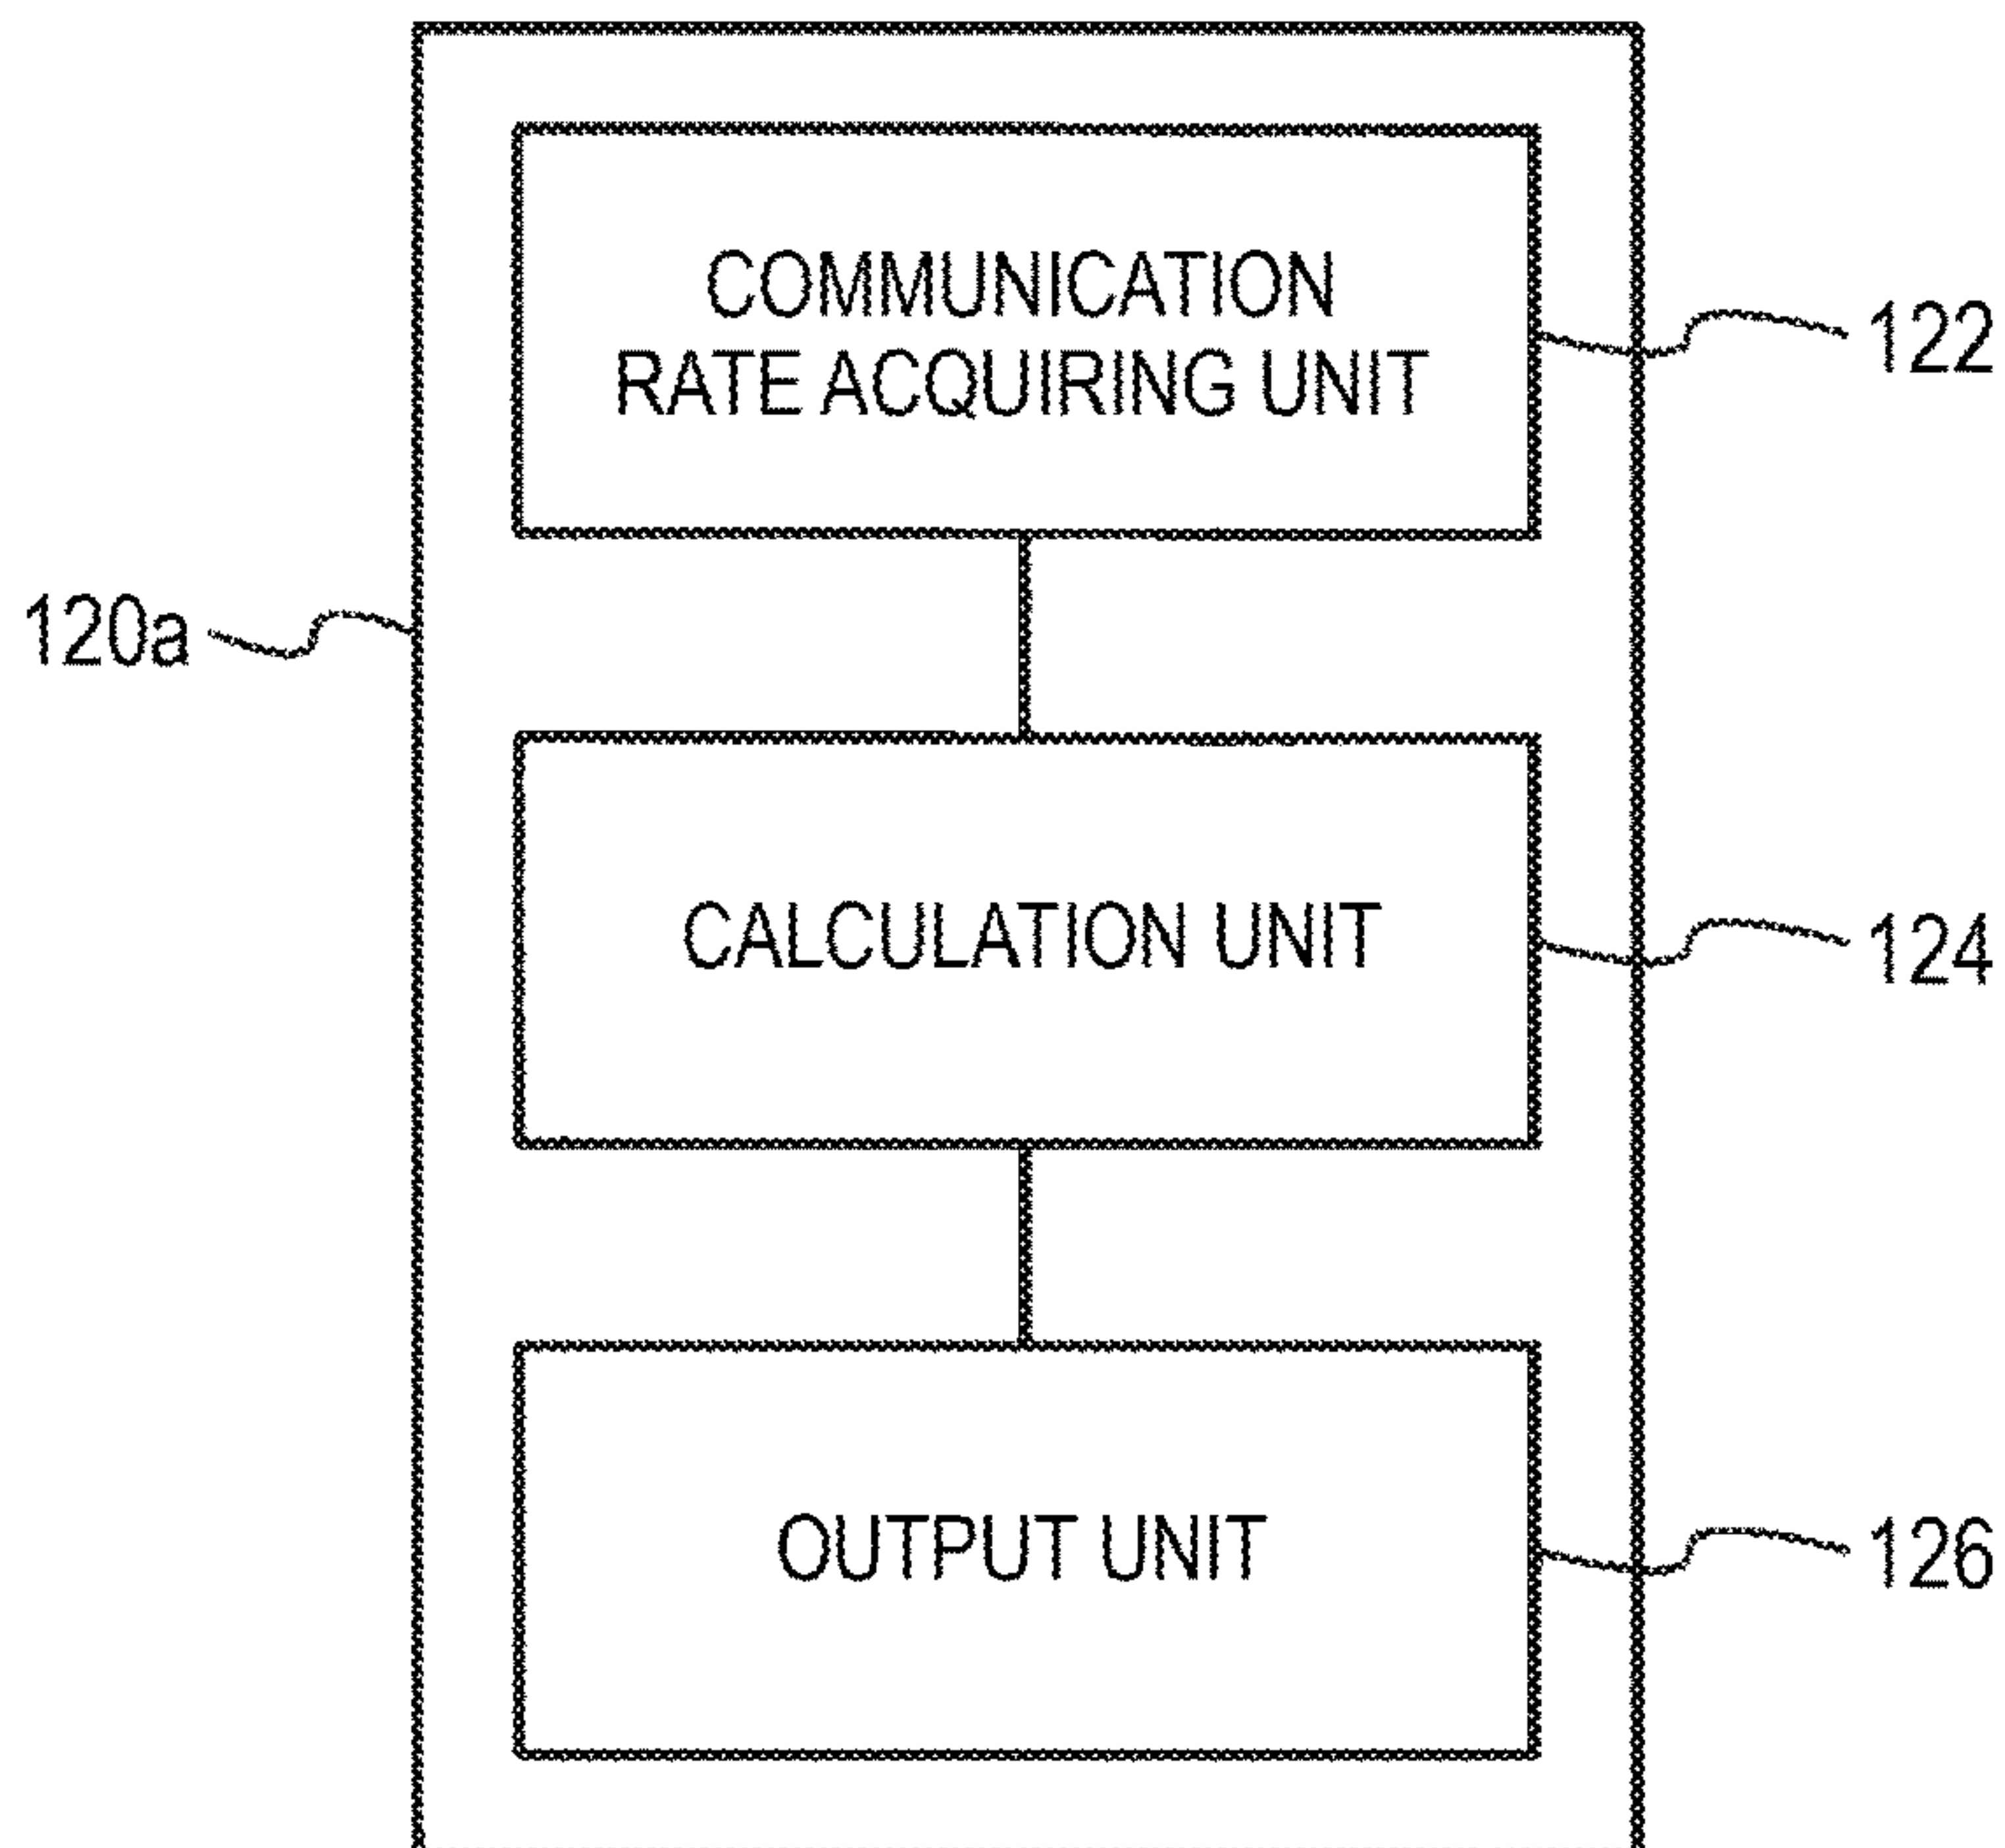 COMMUNICATION
RATE ACQUIRING UNIT
122
120a
CALCULATION UNIT
124
OUTPUT UNIT
126